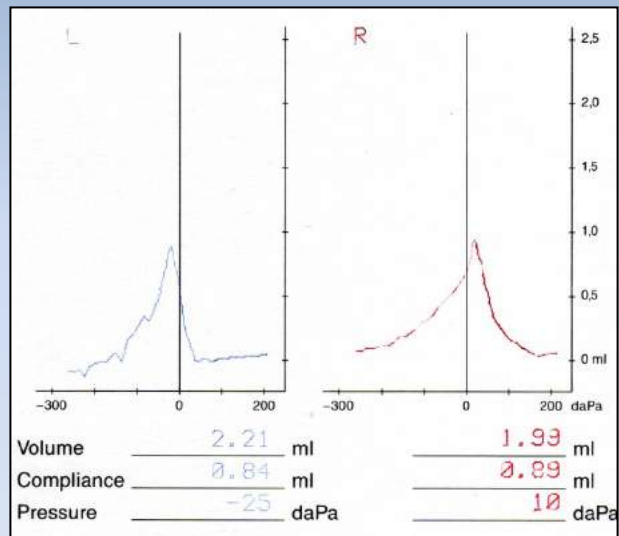 L R
2,5
2,0
1,5
1,0
0,5
0 ml
-300 0 200 -300 0 200 daPa
Volume 2.21 ml 1.99 ml
Compliance 0.84 ml 0.89 ml
Pressure -25 daPa 10 daPa